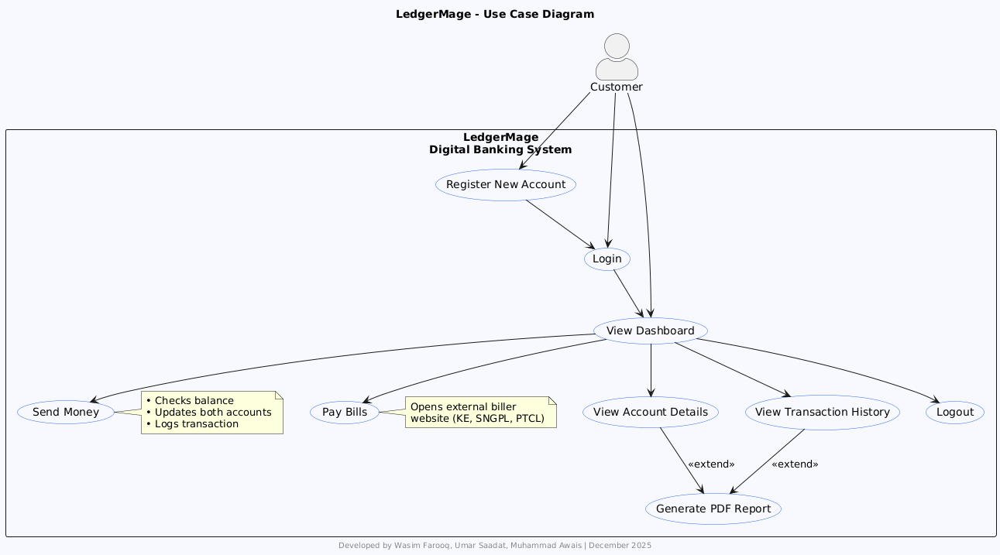 LedgerMage - Use Case Diagram
Customer
LedgerMage
Digital Banking System
Register New Account
Login
View Dashboard
Send Money
• Checks balance
• Updates both accounts
• Logs transaction
Pay Bills
Opens external biller
website (KE, SNGPL, PTCL)
View Account Details
View Transaction History
Logout
«extend»
«extend»
Generate PDF Report
Developed by Wasim Farooq, Umar Saadat, Muhammad Awais | December 2025